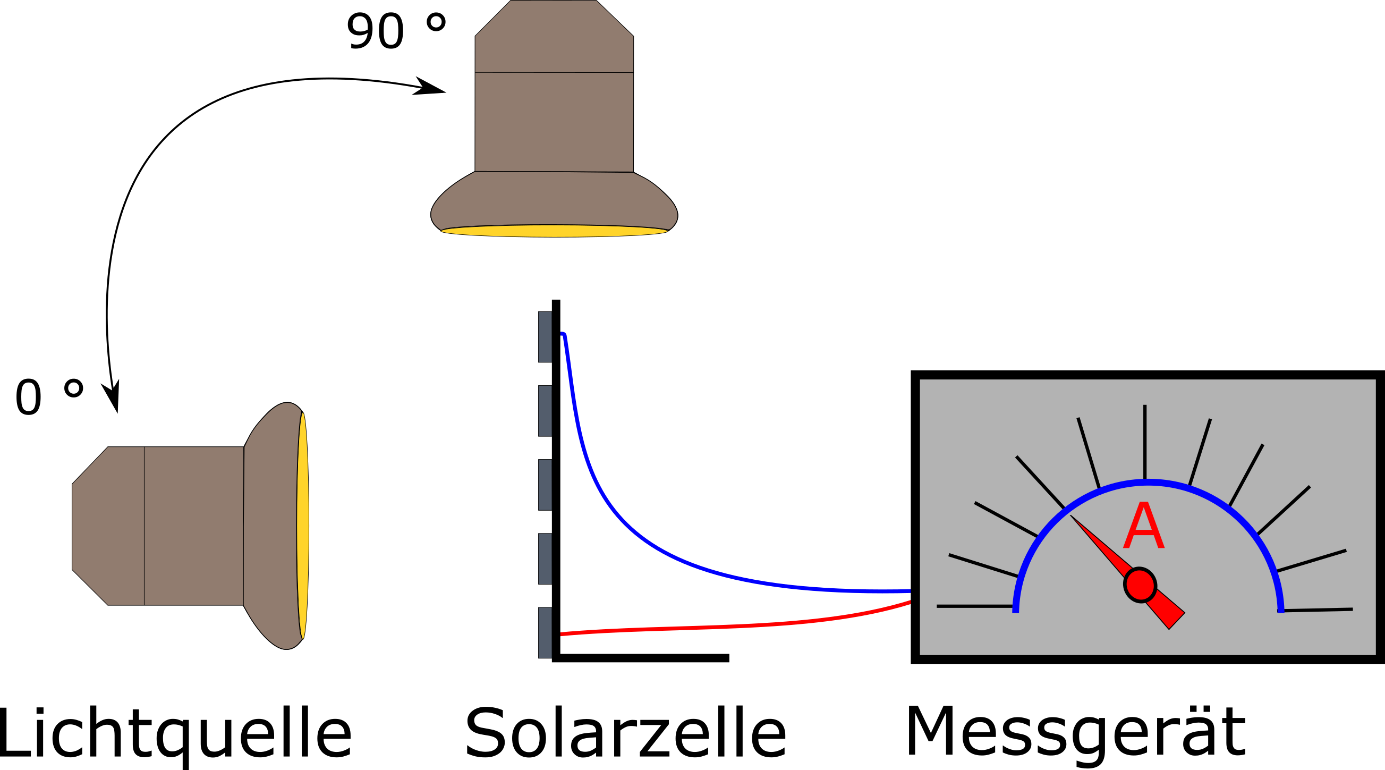 90 °
0 °
A
Lichtquelle
Solarzelle
Messgerät